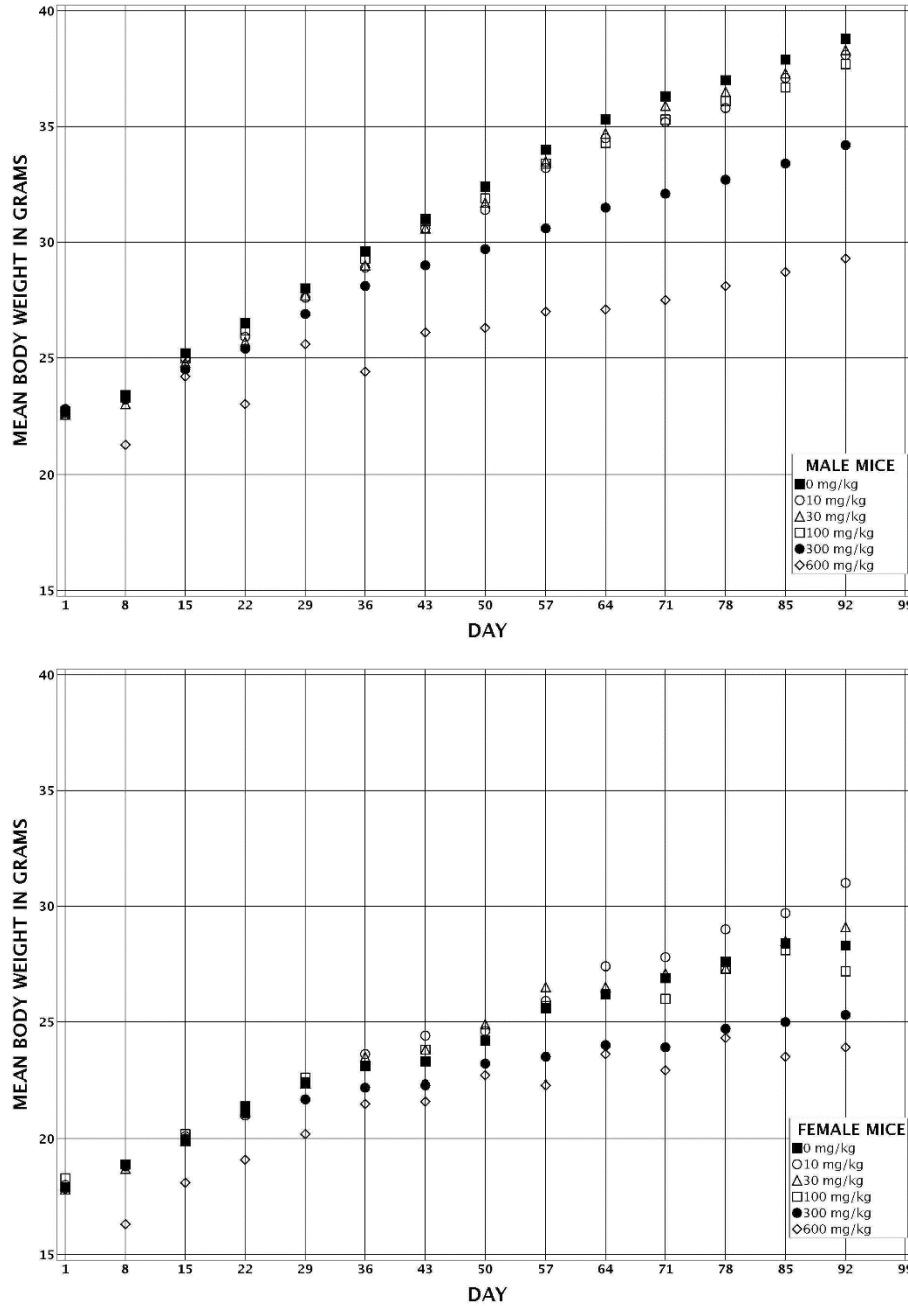 MEAN BODY WEIGHT IN GRAMS
40
35
30
25
20
15
MALE MICE
0 mg/kg
10 mg/kg
30 mg/kg
100 mg/kg
300 mg/kg
600 mg/kg
1 8 15 22 29 36 43 50 57 64 71 78 85 92 99
DAY
MEAN BODY WEIGHT IN GRAMS
40
35
30
25
20
15
FEMALE MICE
0 mg/kg
10 mg/kg
30 mg/kg
100 mg/kg
300 mg/kg
600 mg/kg
1 8 15 22 29 36 43 50 57 64 71 78 85 92 99
DAY